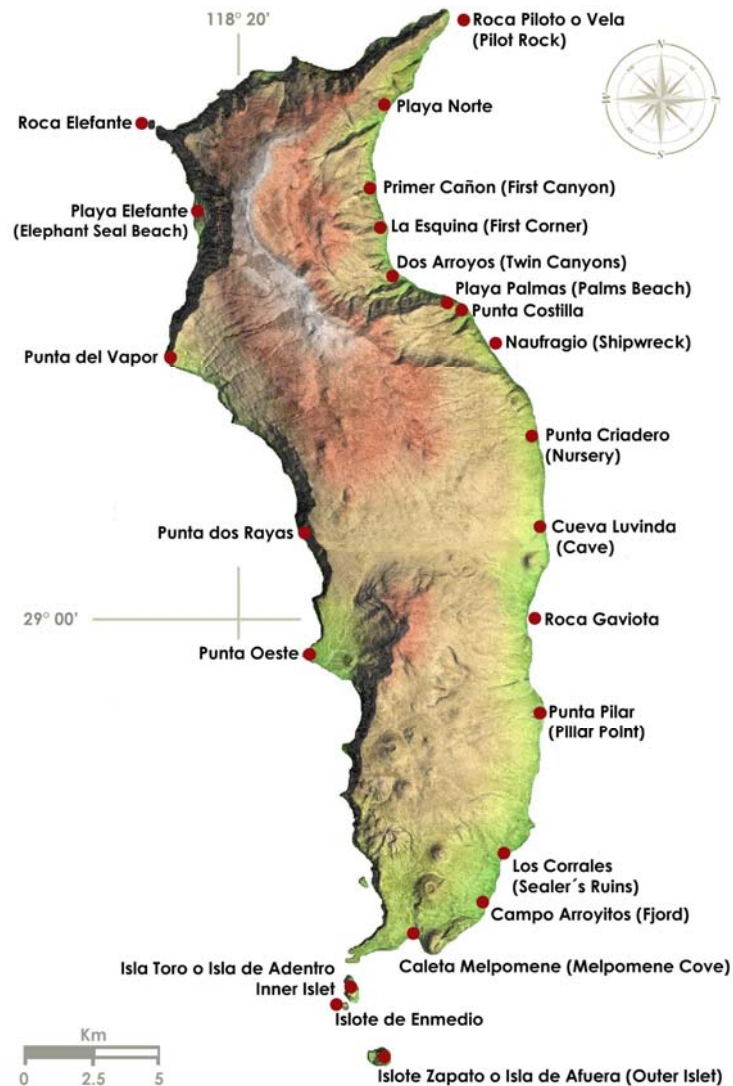 118° 20'
Roca Piloto o Vela
(Pilot Rock)
N
W
E
S
Roca Elefante
Playa Norte
Primer Cañon (First Canyon)
Playa Elefante
(Elephant Seal Beach)
La Esquina (First Corner)
Dos Arroyos (Twin Canyons)
Playa Palmas (Palms Beach)
Punta Costilla
Naufragio (Shipwreck)
Punta del Vapor
Punta Criadero
(Nursery)
Punta dos Rayas
Cueva Luvinda
(Cave)
29° 00'
Roca Gaviota
Punta Oeste
Punta Pilar
(Pillar Point)
Los Corrales
(Sealer´s Ruins)
Campo Arroyitos (Fjord)
Caleta Melpomene (Melpomene Cove)
Isla Toro o Isla de Adentro
Inner Islet
Islote de Enmedio
Km
0 2.5 5
Islote Zapato o Isla de Afuera (Outer Islet)